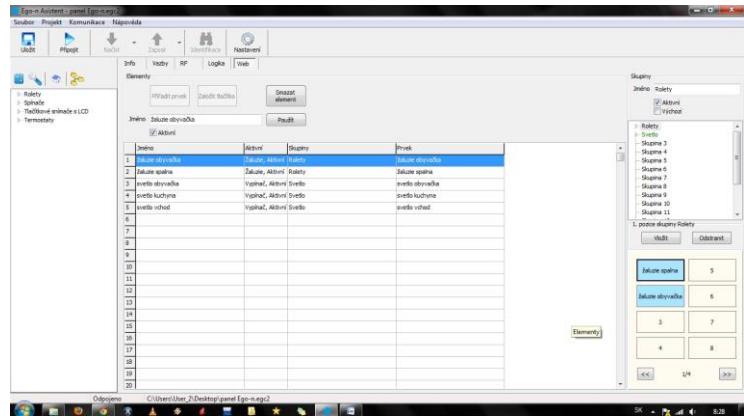 Ego-n Asistent - panel Ego-n.egc2
Soubor Projekt Komunikace Nápověda
Uložit Připojit Načíst Zapsat Identifikace Nastavení
Info Vazby RF Logika Web
Rolety
Spínače
Tlačítkové snímače s LCD
Termostaty
Elementy
Přiřadit prvek Založit tlačítko Smazat element
Jméno žaluzie obyvačka Použít
Aktivní
Jméno Aktivní Skupiny Prvek
1 žaluzie obyvačka Žaluzie, Aktivní Rolety žaluzie obyvačka
2 žaluzie spalna Žaluzie, Aktivní Rolety žaluzie spalna
3 svetlo obyvačka Vypínač, Aktivní Svetlo svetlo obyvačka
4 svetlo kuchyna Vypínač, Aktivní Svetlo svetlo kuchyna
5 svetlo vchod Vypínač, Aktivní Svetlo svetlo vchod
6
7
8
9
10
11
12
13
14
15
16
17
18
19
20
Elementy
Skupiny
Jméno Rolety
Aktivní
Výchozí
Rolety
Svetlo
Skupina 3
Skupina 4
Skupina 5
Skupina 6
Skupina 7
Skupina 8
Skupina 9
Skupina 10
Skupina 11
1. pozice skupiny Rolety
Vložit Odstranit
žaluzie spalna 5
žaluzie obyvačka 6
3 7
4 8
<< 1/4 >>
Odpojeno C:\Users\User_2\Desktop\panel Ego-n.egc2
SK 8:28